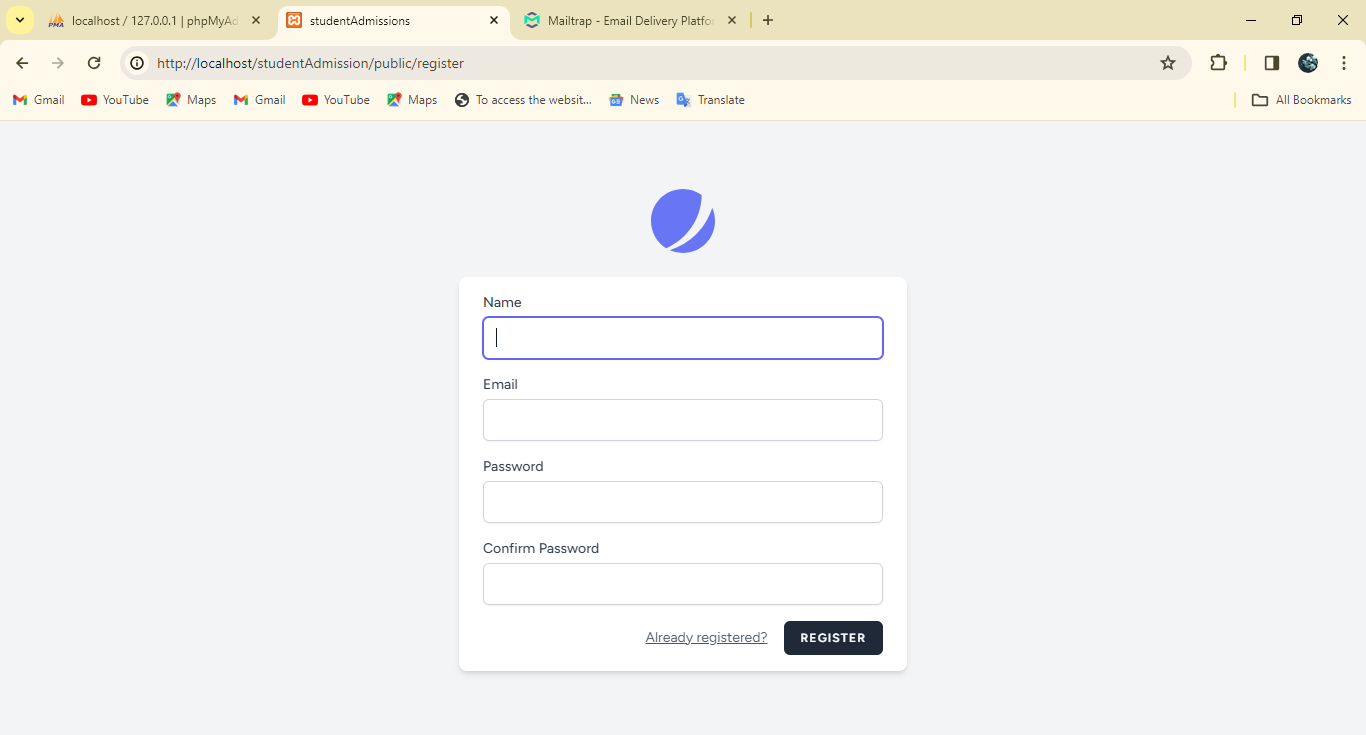 localhost / 127.0.0.1 | phpMyAd
studentAdmissions
Mailtrap - Email Delivery Platfo
http://localhost/studentAdmission/public/register
Gmail
YouTube
Maps
Gmail
YouTube
Maps
To access the websit...
News
Translate
All Bookmarks
Name
Email
Password
Confirm Password
Already registered?
REGISTER